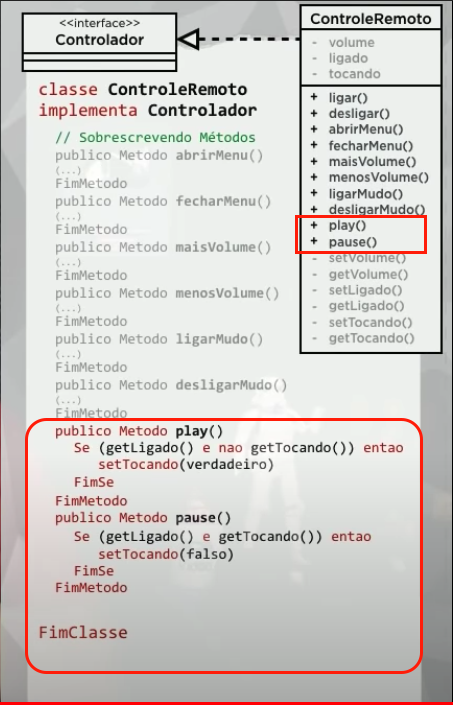 <<interface>>
Controlador
ControleRemoto
- volume
- ligado
- tocando
+ ligar()
+ desligar()
+ abrirMenu()
+ fecharMenu()
+ maisVolume()
+ menosVolume()
+ ligarMudo()
+ desligarMudo()
+ play()
+ pause()
- setVolume()
- getVolume()
- setLigado()
- getLigado()
- setTocando()
- getTocando()
classe ControleRemoto
implementa Controlador
// Sobrescrevendo Métodos
publico Metodo abrirMenu()
(...)
FimMetodo
publico Metodo fecharMenu()
(...)
FimMetodo
publico Metodo maisVolume()
(...)
FimMetodo
publico Metodo menosVolume()
(...)
FimMetodo
publico Metodo ligarMudo()
(...)
FimMetodo
publico Metodo desligarMudo()
(...)
FimMetodo
publico Metodo play()
Se (getLigado() e nao getTocando()) entao
setTocando(verdadeiro)
FimSe
FimMetodo
publico Metodo pause()
Se (getLigado() e getTocando()) entao
setTocando(falso)
FimSe
FimMetodo
FimClasse